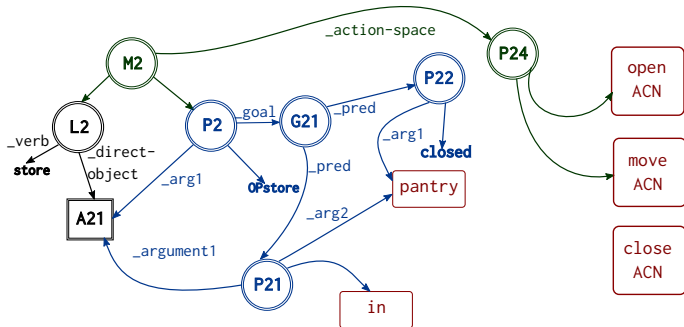 _action-space
M2
P24
P22
open
ACN
_verb
L2
P2
_goal
G21
_pred
_arg1
closed
store
_direct-
object
_pred
move
ACN
_arg1
OPstore
pantry
A21
_arg2
_argument1
close
ACN
P21
in